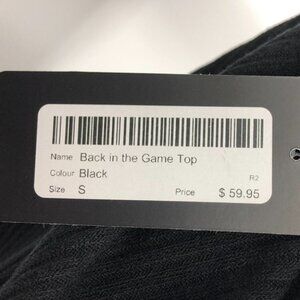 Name Back in the Game Top
Colour Black
R2
Size S Price $ 59.95